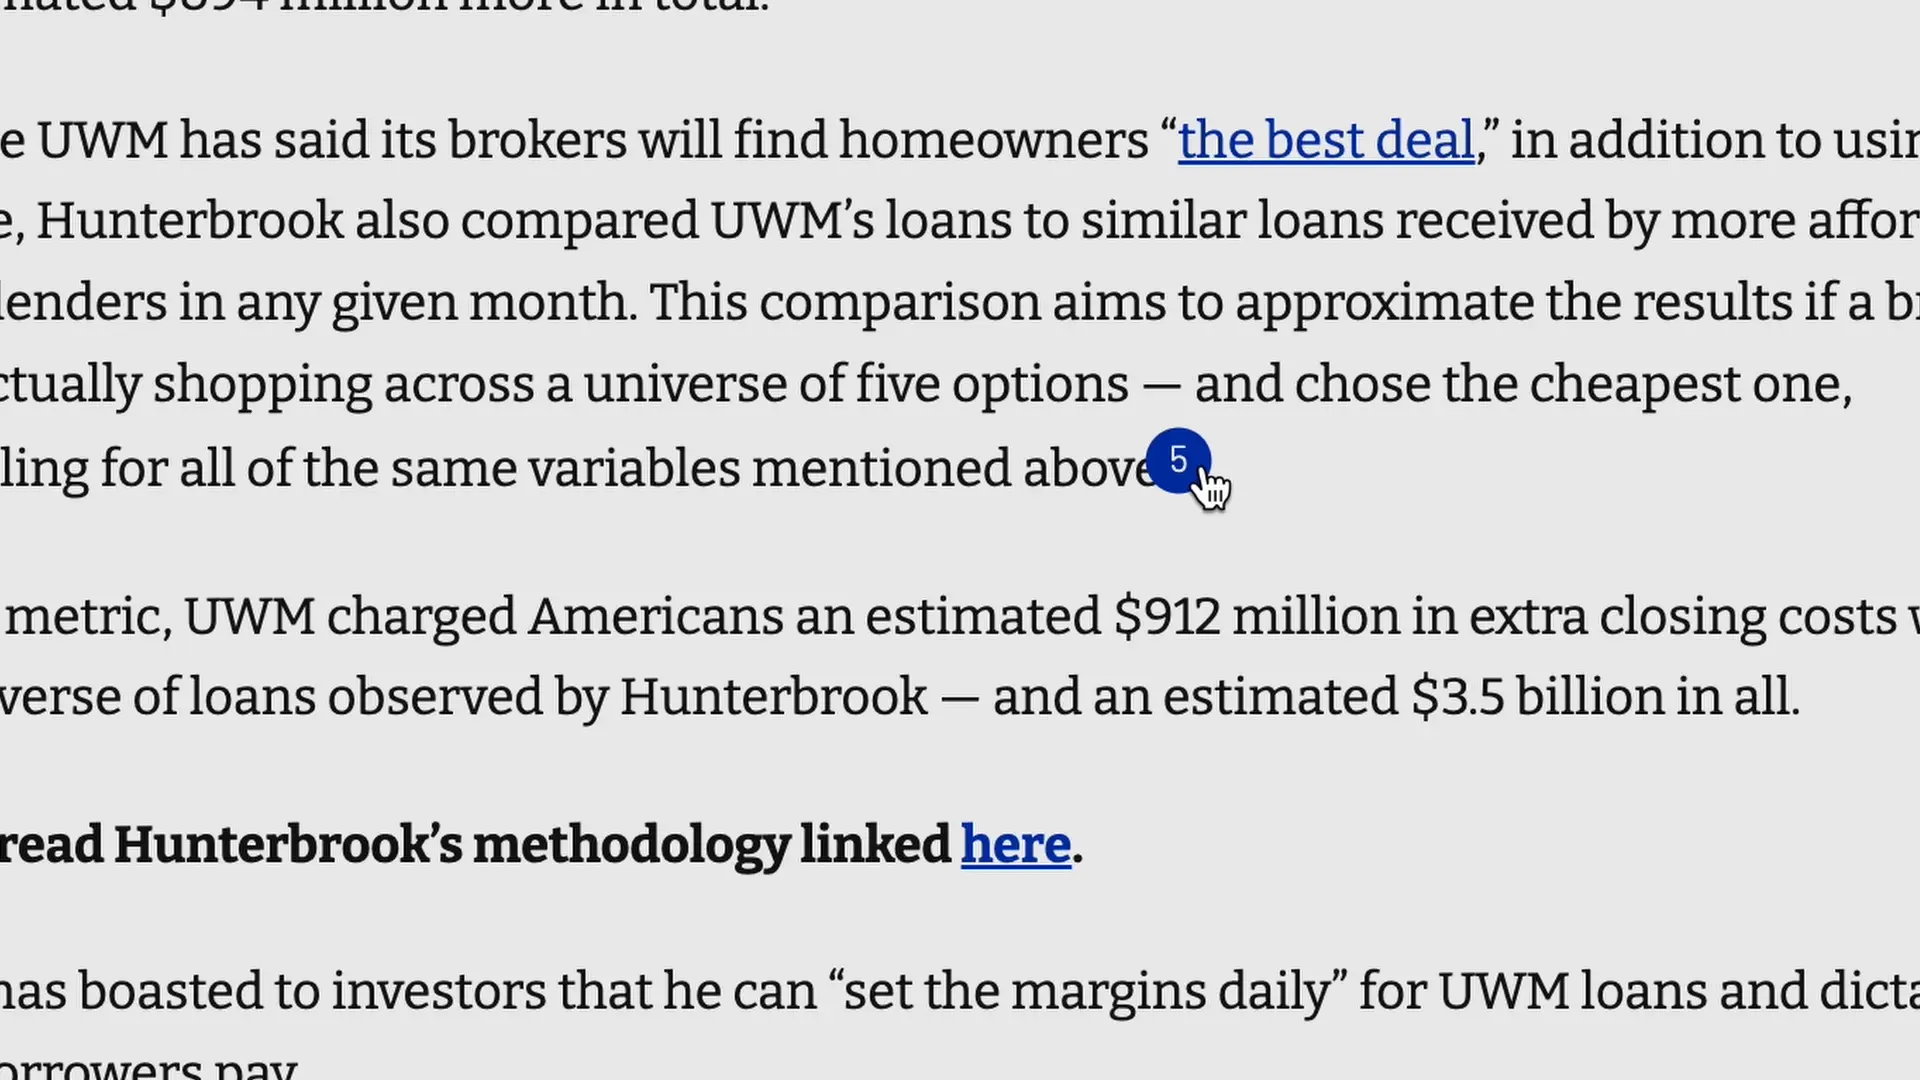 million more in total.
e UWM has said its brokers will find homeowners “the best deal,” in addition to usin
e, Hunterbrook also compared UWM’s loans to similar loans received by more affor
lenders in any given month. This comparison aims to approximate the results if a b
ctually shopping across a universe of five options — and chose the cheapest one,
ling for all of the same variables mentioned above 5
metric, UWM charged Americans an estimated $912 million in extra closing costs
verse of loans observed by Hunterbrook — and an estimated $3.5 billion in all.
read Hunterbrook’s methodology linked here.
has boasted to investors that he can “set the margins daily” for UWM loans and dicta
orrowers pay.